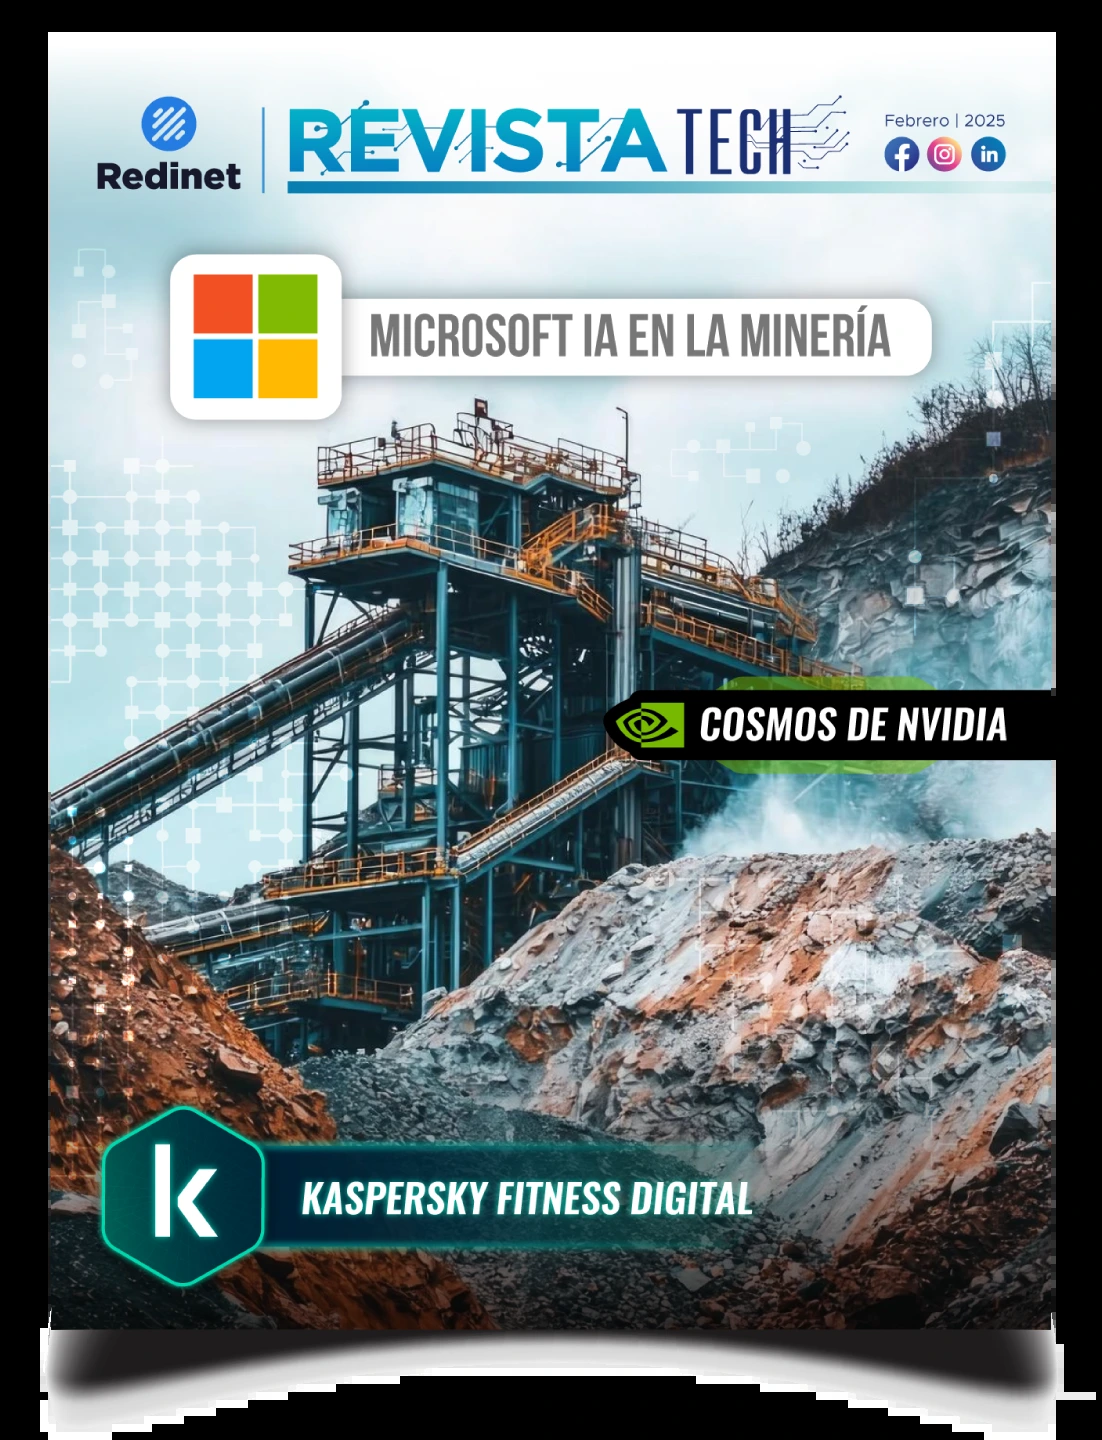 Redinet
REVISTA TECH
Febrero | 2025
MICROSOFT IA EN LA MINERÍA
COSMOS DE NVIDIA
k
KASPERSKY FITNESS DIGITAL